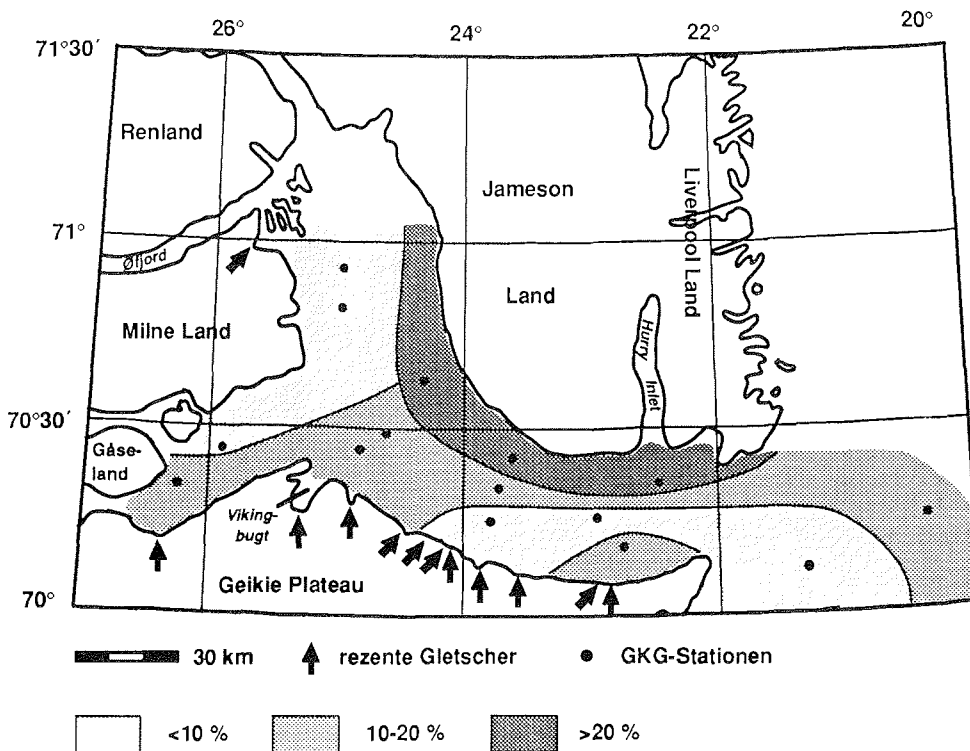 26° 24° 22° 20°
71°30´
Renland
Jameson
Liverpool Land
71°
Øfjord
Land
Milne Land
Hurry Inlet
70°30´
Gåse-
land
Viking-
bugt
Geikie Plateau
70°
30 km rezente Gletscher GKG-Stationen
<10 % 10-20 % >20 %